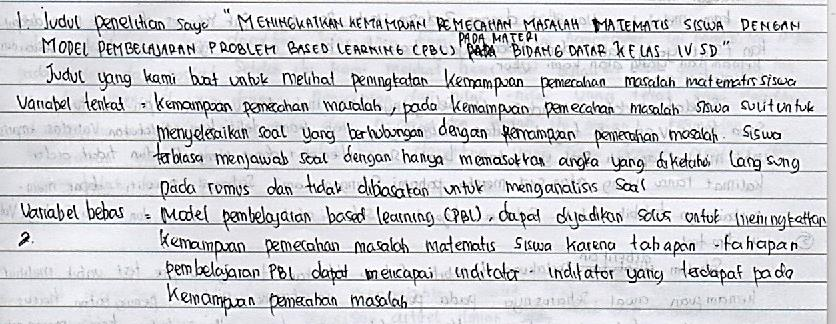 1. Judul penelitian saya "MENINGKATKAN KEMAMPUAN PEMECAHAN MASALAH MATEMATIS SISWA DENGAN
MODEL PEMBELAJARAN PROBLEM BASED LEARNING (PBL) PADA MATERI BIDANG DATAR KELAS IV SD"
Judul yang kami buat untuk melihat peningkatan kemampuan pemecahan masalah matematis siswa
Variabel terikat = kemampuan pemecahan masalah, pada kemampuan pemecahan masalah siswa sulit untuk
menyelesaikan soal yang berhubungan dengan kemampuan pemecahan masalah. Siswa
terbiasa menjawab soal dengan hanya memasukan angka yang diketahui langsung
pada rumus dan tidak dibiasakan untuk menganalisis soal
Variabel bebas = Model pembelajaran based learning (PBL), dapat dijadikan solusi untuk meningkatkan
2. kemampuan pemecahan masalah matematis siswa karena tahapan-tahapan
pembelajaran PBL dapat mencapai indikator-indikator yang terdapat pada
kemampuan pemecahan masalah